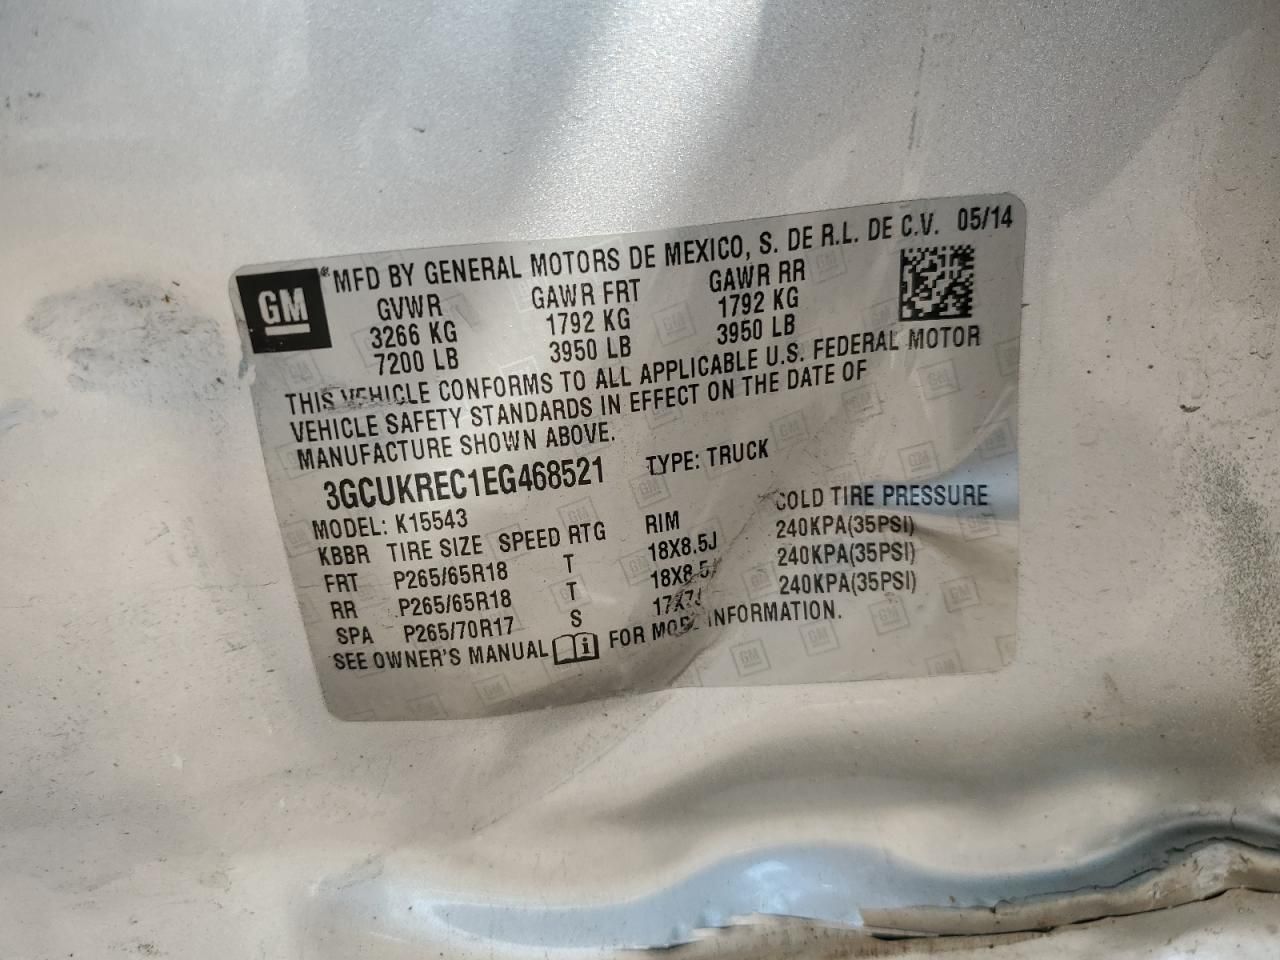 GM
MFD BY GENERAL MOTORS DE MEXICO, S. DE R.L. DE C.V. 05/14
GVWR GAWR FRT GAWR RR
3266 KG 1792 KG 1792 KG
7200 LB 3950 LB 3950 LB
THIS VEHICLE CONFORMS TO ALL APPLICABLE U.S. FEDERAL MOTOR
VEHICLE SAFETY STANDARDS IN EFFECT ON THE DATE OF
MANUFACTURE SHOWN ABOVE.
3GCUKREC1EG468521 TYPE: TRUCK
MODEL: K15543
KBBR TIRE SIZE SPEED RTG RIM COLD TIRE PRESSURE
FRT P265/65R18 T 18X8.5J 240KPA(35PSI)
RR P265/65R18 T 18X8.5J 240KPA(35PSI)
SPA P265/70R17 S 17X7J 240KPA(35PSI)
SEE OWNER'S MANUAL FOR MORE INFORMATION.